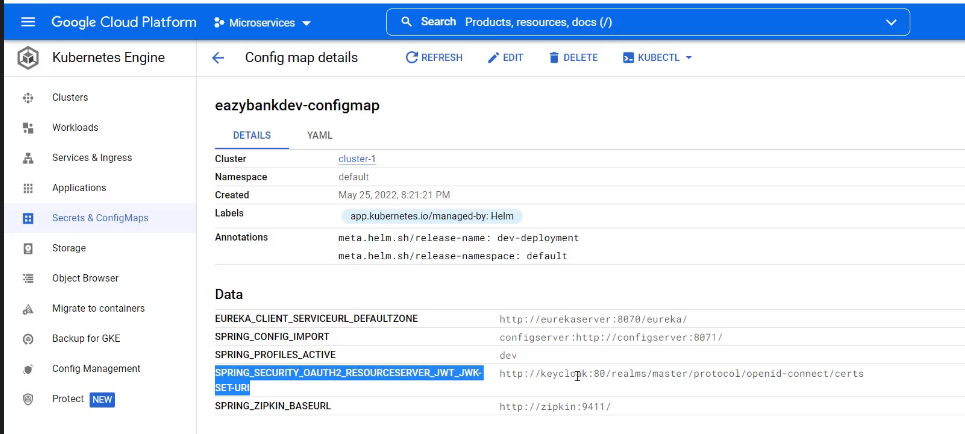 Google Cloud Platform Microservices Search Products, resources, docs (/)
Kubernetes Engine
Config map details REFRESH EDIT DELETE KUBECTL
Clusters
Workloads
Services & Ingress
Applications
Secrets & ConfigMaps
Storage
Object Browser
Migrate to containers
Backup for GKE
Config Management
Protect NEW
eazybankdev-configmap
DETAILS YAML
Cluster cluster-1
Namespace default
Created May 25, 2022, 8:21:21 PM
Labels app.kubernetes.io/managed-by: Helm
Annotations meta.helm.sh/release-name: dev-deployment
meta.helm.sh/release-namespace: default
Data
EUREKA_CLIENT_SERVICEURL_DEFAULTZONE http://eurekaserver:8070/eureka/
SPRING_CONFIG_IMPORT configserver:http://configserver:8071/
SPRING_PROFILES_ACTIVE dev
SPRING_SECURITY_OAUTH2_RESOURCESERVER_JWT_JWK- http://keycloak:80/realms/master/protocol/openid-connect/certs
SET-URI
SPRING_ZIPKIN_BASEURL http://zipkin:9411/